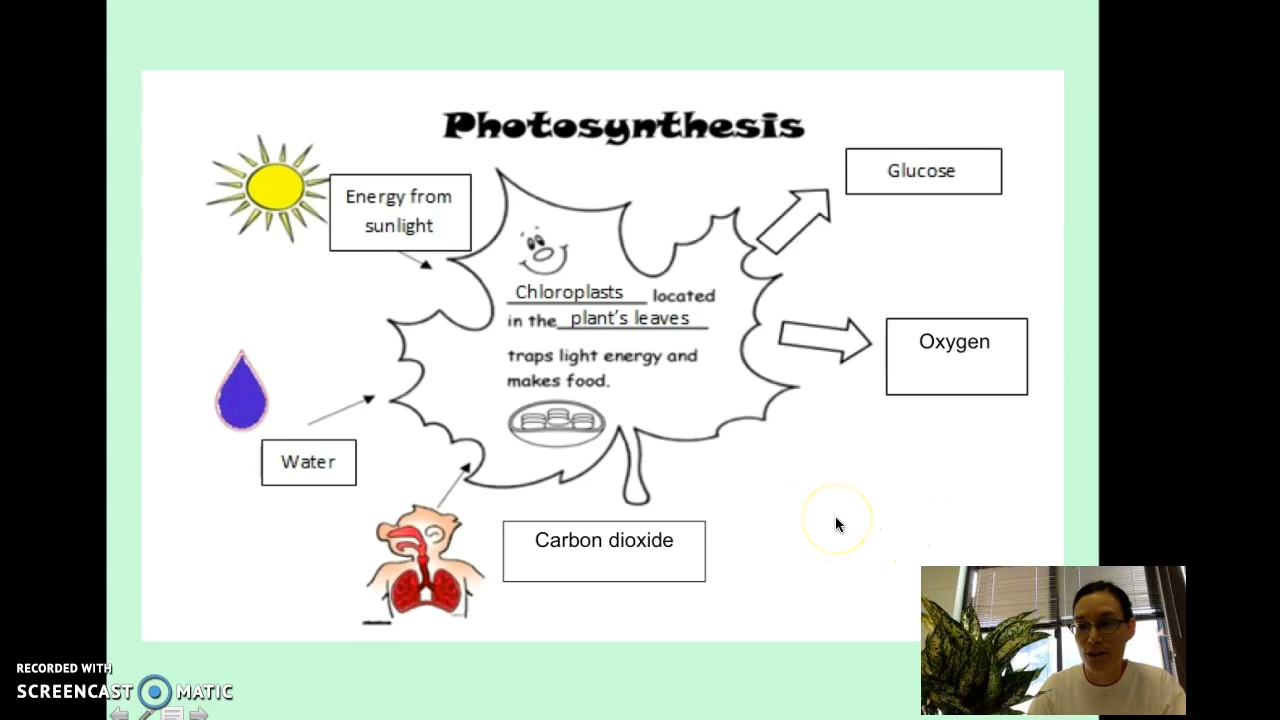 Photosynthesis
Energy from
sunlight
Glucose
Chloroplasts located
in the plant's leaves
traps light energy and
makes food.
Oxygen
Water
Carbon dioxide
RECORDED WITH
SCREENCAST MATIC